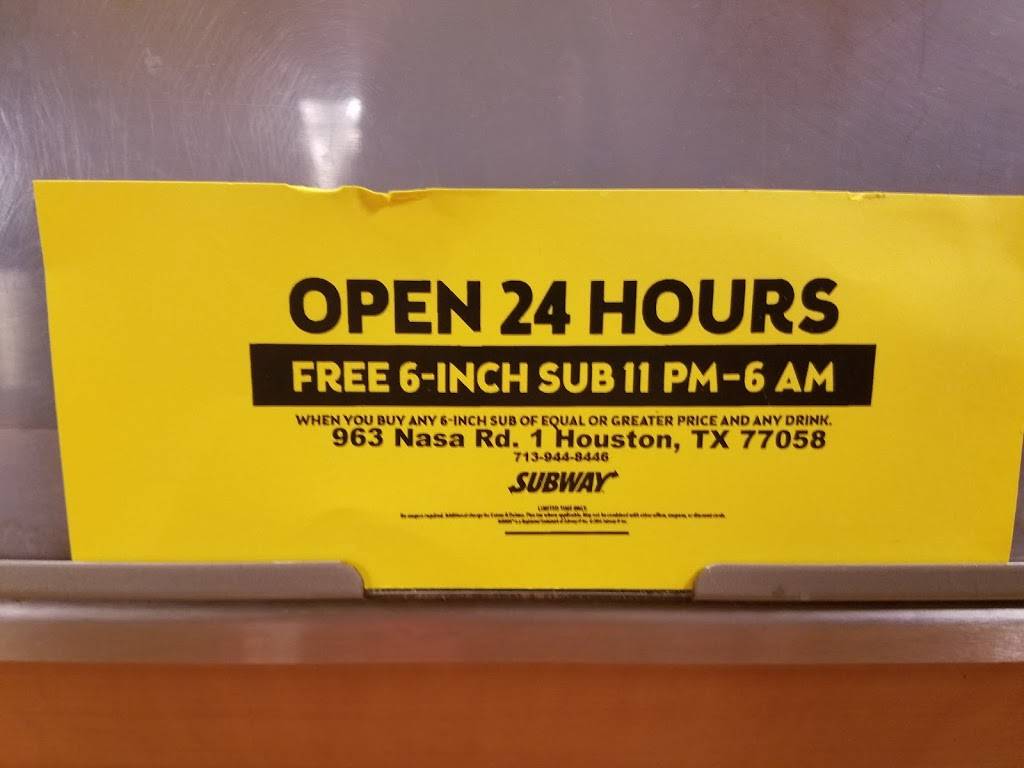 OPEN 24 HOURS
FREE 6-INCH SUB 11 PM-6 AM
WHEN YOU BUY ANY 6-INCH SUB OF EQUAL OR GREATER PRICE AND ANY DRINK.
963 Nasa Rd. 1 Houston, TX 77058
713-944-8446
SUBWAY
LIMITED TIME ONLY.